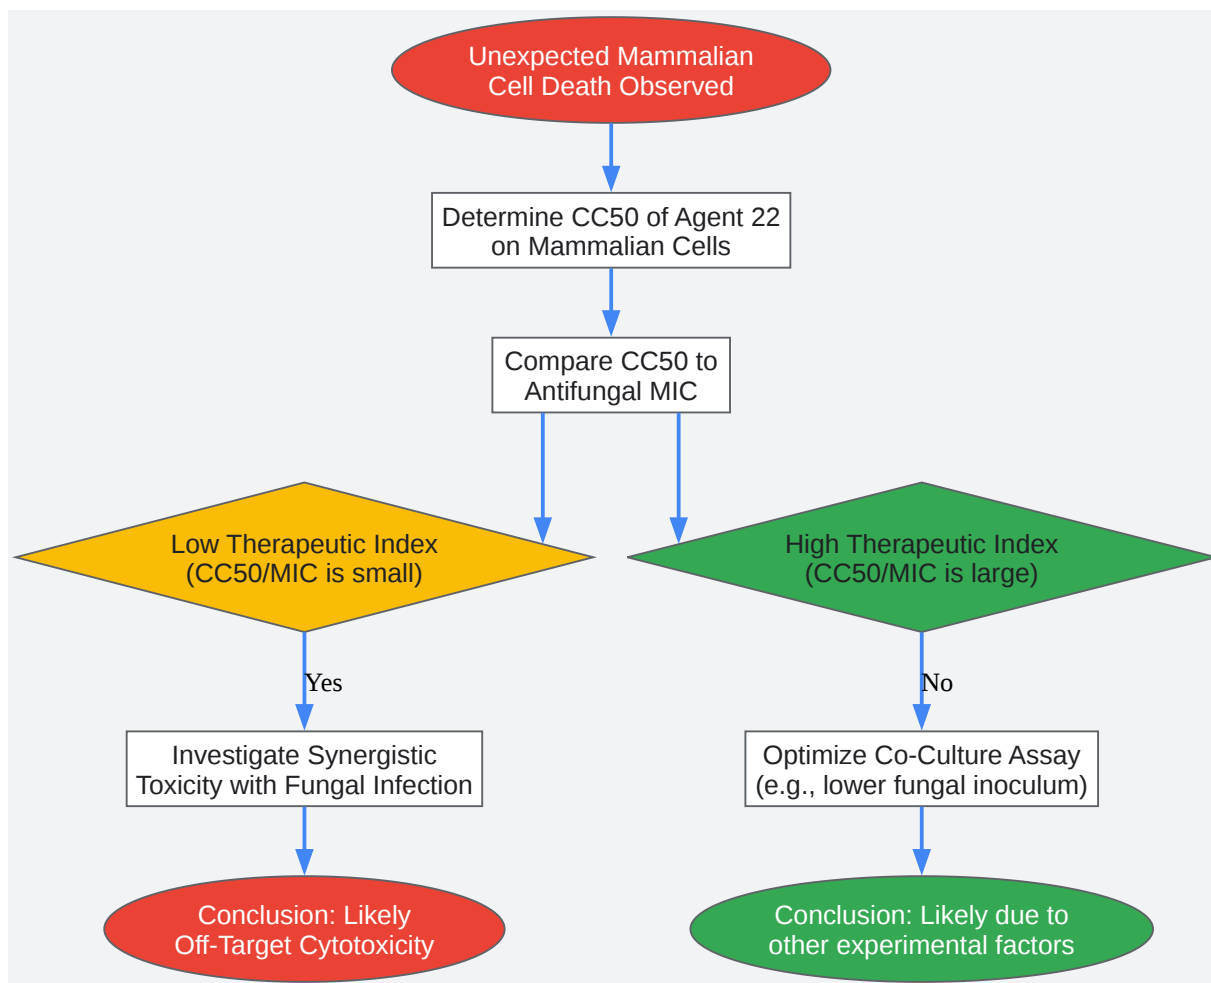 Unexpected Mammalian
Cell Death Observed
Determine CC50 of Agent 22
on Mammalian Cells
Compare CC50 to
Antifungal MIC
Low Therapeutic Index
(CC50/MIC is small)
High Therapeutic Index
(CC50/MIC is large)
Yes
No
Investigate Synergistic
Toxicity with Fungal Infection
Optimize Co-Culture Assay
(e.g., lower fungal inoculum)
Conclusion: Likely
Off-Target Cytotoxicity
Conclusion: Likely due to
other experimental factors